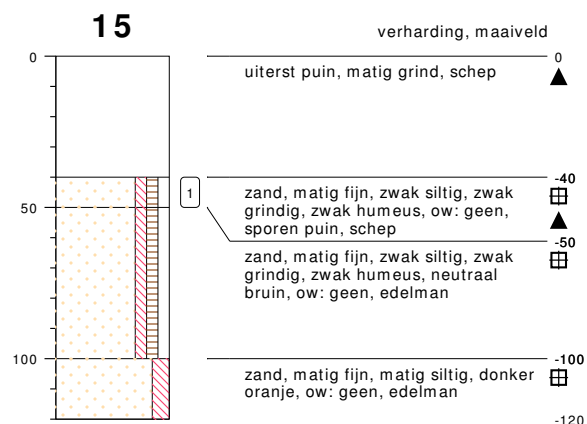 15
verharding, maaiveld
0
0
uiterst puin, matig grind, schep
-40
1
zand, matig fijn, zwak siltig, zwak
grindig, zwak humeus, ow: geen,
sporen puin, schep
50
-50
zand, matig fijn, zwak siltig, zwak
grindig, zwak humeus, neutraal
bruin, ow: geen, edelman
100
-100
zand, matig fijn, matig siltig, donker
oranje, ow: geen, edelman
-120